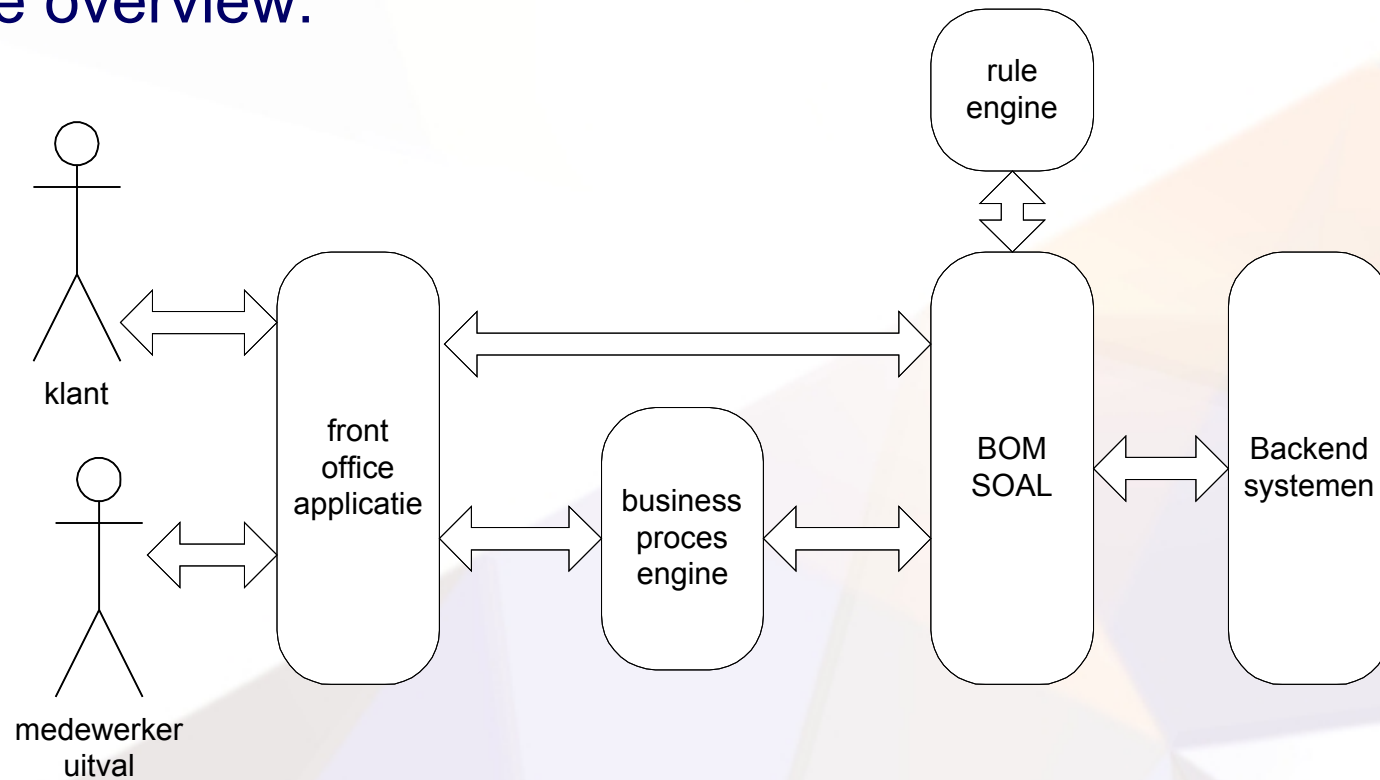 e overview:
rule
engine
klant
front
office
applicatie
business
proces
engine
BOM
SOAL
Backend
systemen
medewerker
uitval